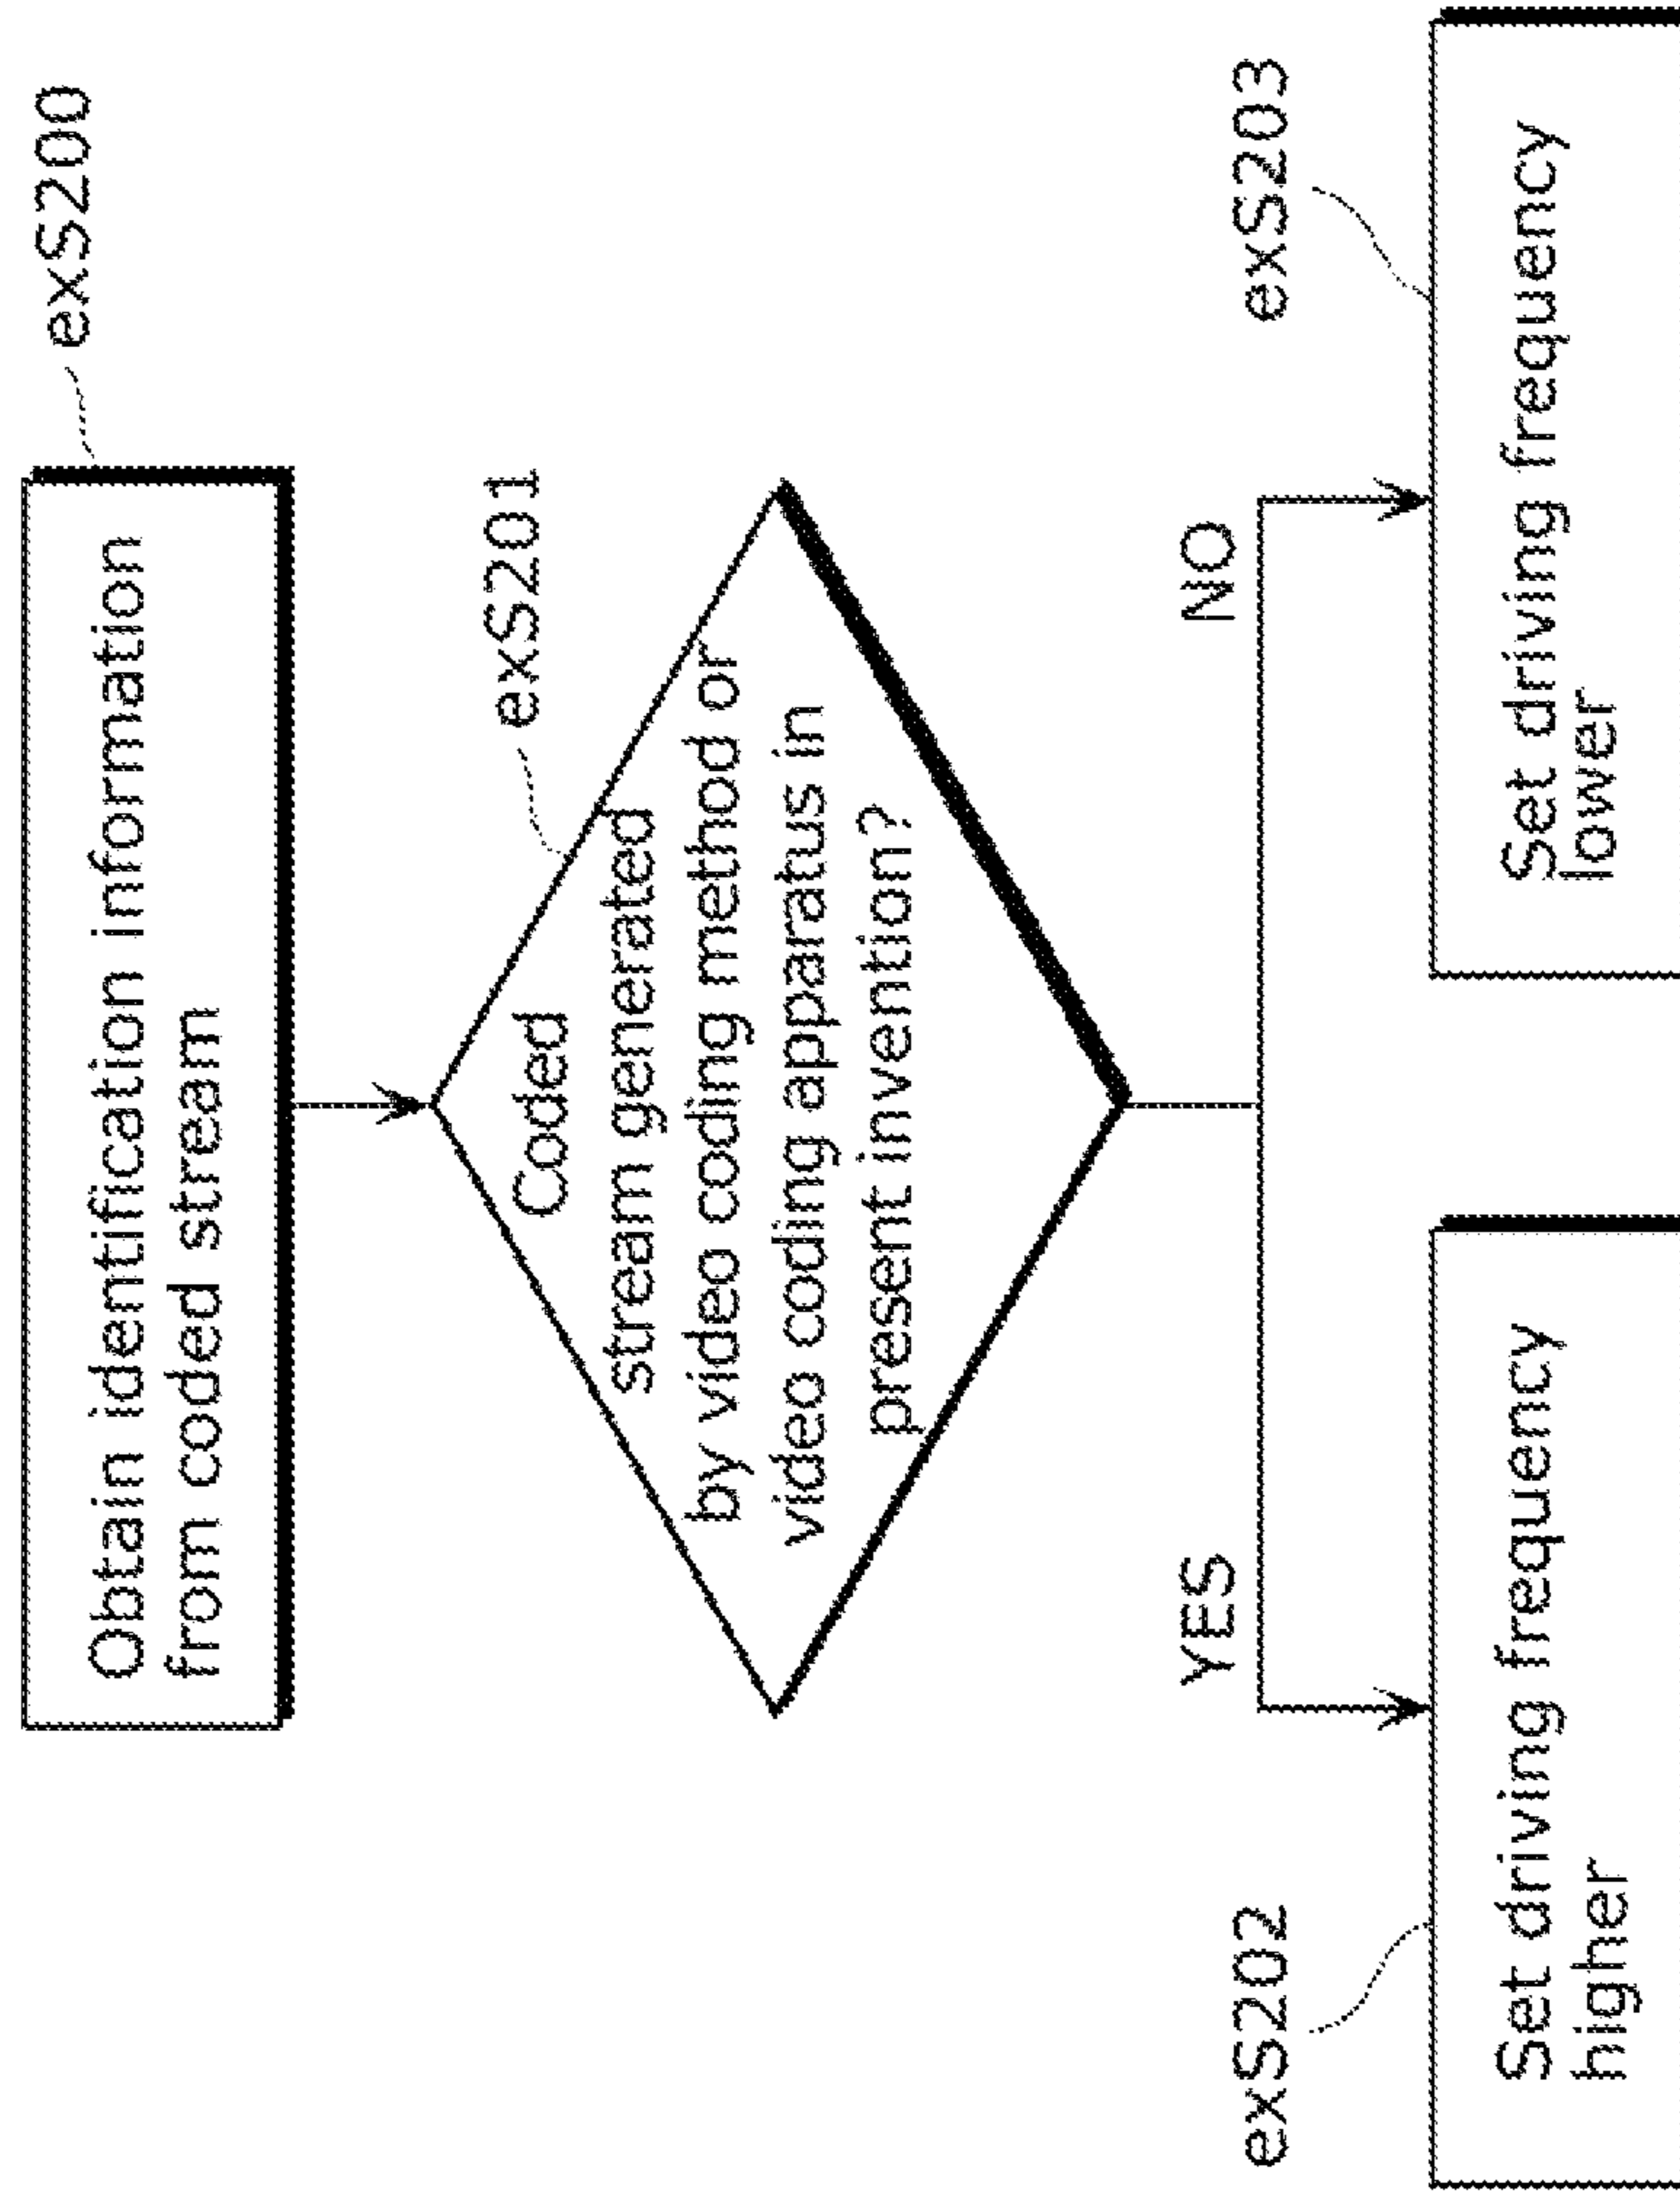 exS200
Obtain identification information
from coded stream
exS201
Coded
stream generated
by video coding method or
video coding apparatus in
present invention?
YES
NO
exS202
exS203
Set driving frequency
higher
Set driving frequency
lower